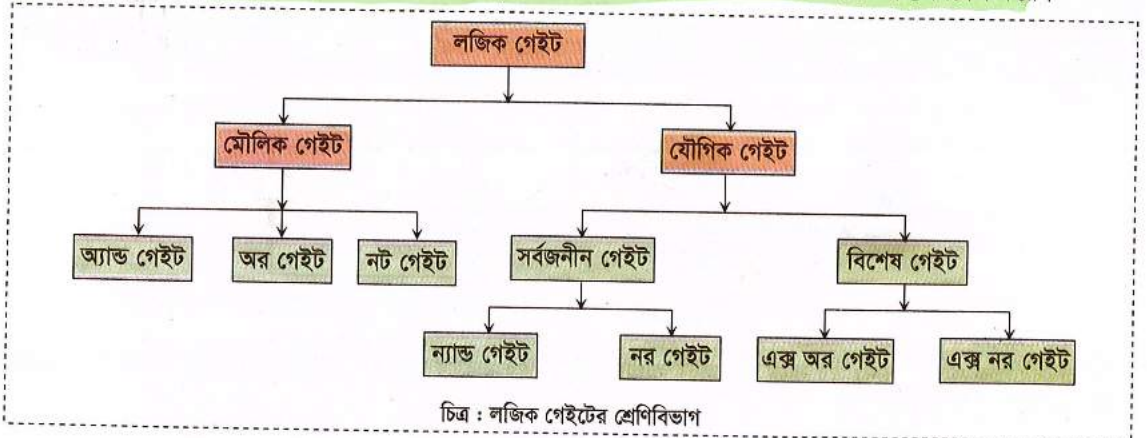 লজিক গেইট
মৌলিক গেইট যৌগিক গেইট
অ্যান্ড গেইট অর গেইট নট গেইট সর্বজনীন গেইট বিশেষ গেইট
ন্যান্ড গেইট নর গেইট এক্স অর গেইট এক্স নর গেইট
চিত্র : লজিক গেইটের শ্রেণিবিভাগ